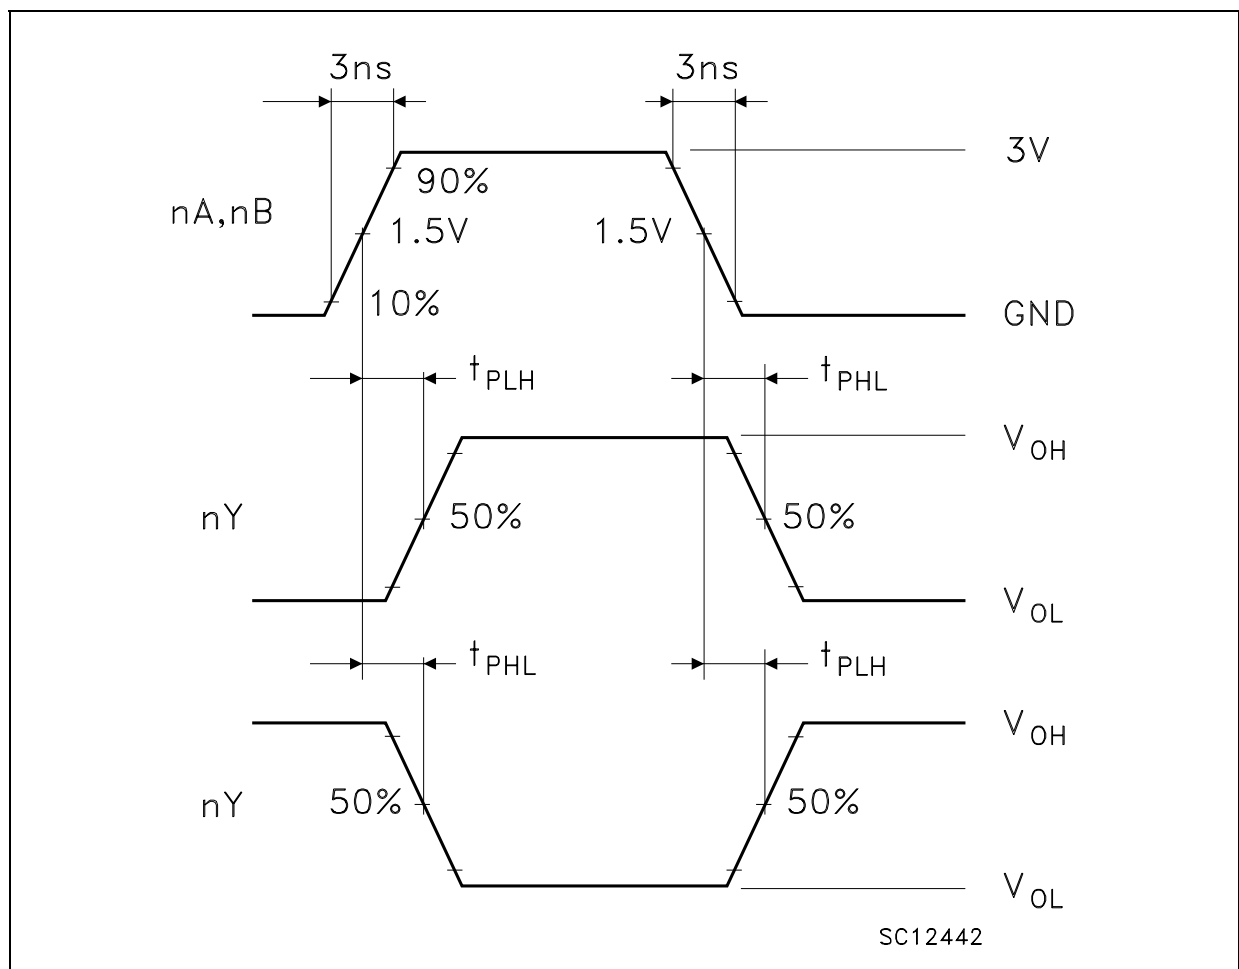 3ns 3ns
3V
90%
nA,nB
1.5V 1.5V
10%
GND
tPLH tPHL
VOH
nY 50% 50%
VOL
tPHL tPLH
VOH
nY 50% 50%
VOL
SC12442